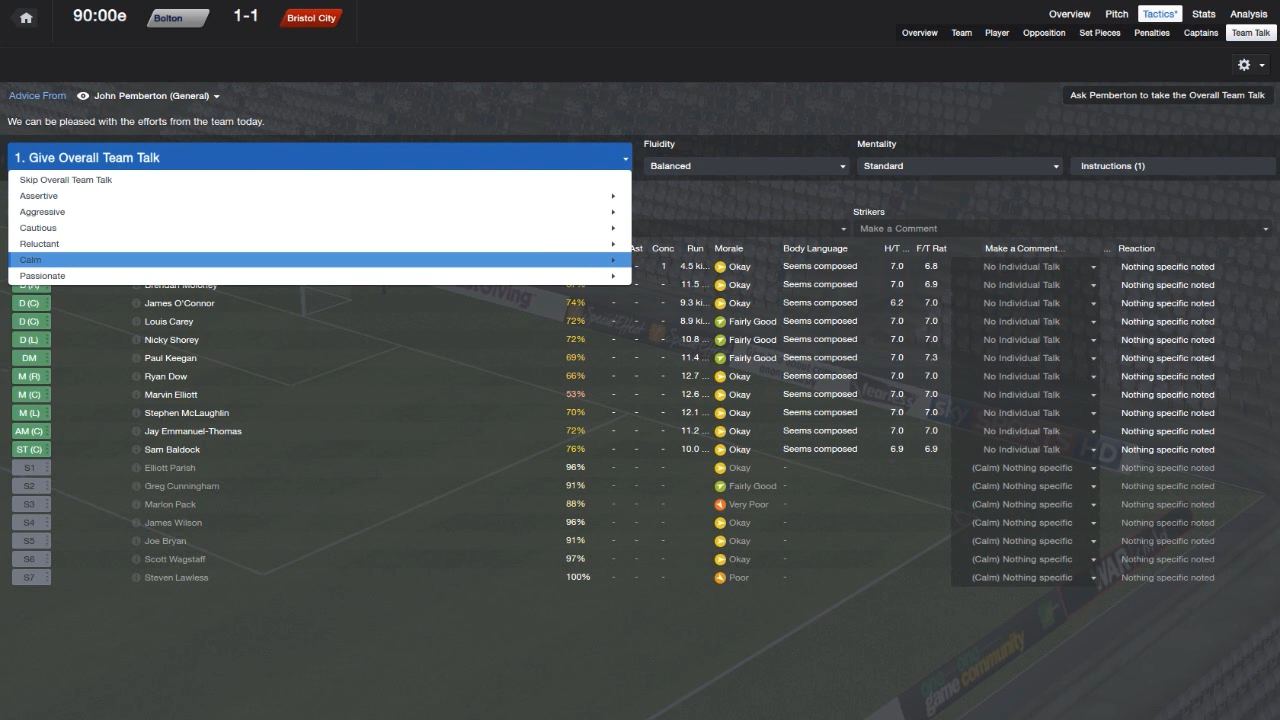 90:00e Bolton 1-1 Bristol City
Overview Pitch Tactics* Stats Analysis
Overview Team Player Opposition Set Pieces Penalties Captains Team Talk
Advice From John Pemberton (General) Ask Pemberton to take the Overall Team Talk
We can be pleased with the efforts from the team today.
Fluidity Mentality
1. Give Overall Team Talk Balanced Standard Instructions (1)
Skip Overall Team Talk
Assertive
Aggressive
Cautious
Reluctant
Calm
Passionate
Strikers
Make a Comment
Conc Run Morale Body Language H/T ... F/T Rat Make a Comment... ... Reaction
- 1 4.5 ki... Okay Seems composed 7.0 6.8 No Individual Talk Nothing specific noted
Brendan Moloney - - - 11.5 ... Okay Seems composed 7.0 6.9 No Individual Talk Nothing specific noted
D (C) James O'Connor 74% - - - 9.3 ki... Okay Seems composed 6.2 7.0 No Individual Talk Nothing specific noted
D (C) Louis Carey 72% - - - 8.9 ki... Fairly Good Seems composed 7.0 7.0 No Individual Talk Nothing specific noted
D (L) Nicky Shorey 72% - - - 10.8 ... Fairly Good Seems composed 7.0 7.0 No Individual Talk Nothing specific noted
DM Paul Keegan 69% - - - 11.4 ... Fairly Good Seems composed 7.0 7.3 No Individual Talk Nothing specific noted
M (R) Ryan Dow 66% - - - 12.7 ... Okay Seems composed 7.0 7.0 No Individual Talk Nothing specific noted
M (C) Marvin Elliott 53% - - - 12.6 ... Okay Seems composed 7.0 7.0 No Individual Talk Nothing specific noted
M (L) Stephen McLaughlin 70% - - - 12.1 ... Okay Seems composed 7.0 7.0 No Individual Talk Nothing specific noted
AM (C) Jay Emmanuel-Thomas 72% - - - 11.2 ... Okay Seems composed 7.0 7.0 No Individual Talk Nothing specific noted
ST (C) Sam Baldock 76% - - - 10.0 ... Okay Seems composed 6.9 6.9 No Individual Talk Nothing specific noted
S1 Elliott Parish 96% - - - Okay - (Calm) Nothing specific Nothing specific noted
S2 Greg Cunningham 91% - - - Fairly Good - (Calm) Nothing specific Nothing specific noted
S3 Marlon Pack 88% - - - Very Poor - (Calm) Nothing specific Nothing specific noted
S4 James Wilson 96% - - - Okay - (Calm) Nothing specific Nothing specific noted
S5 Joe Bryan 91% - - - Okay - (Calm) Nothing specific Nothing specific noted
S6 Scott Wagstaff 97% - - - Okay - (Calm) Nothing specific Nothing specific noted
S7 Steven Lawless 100% - - - Poor - (Calm) Nothing specific Nothing specific noted
game community